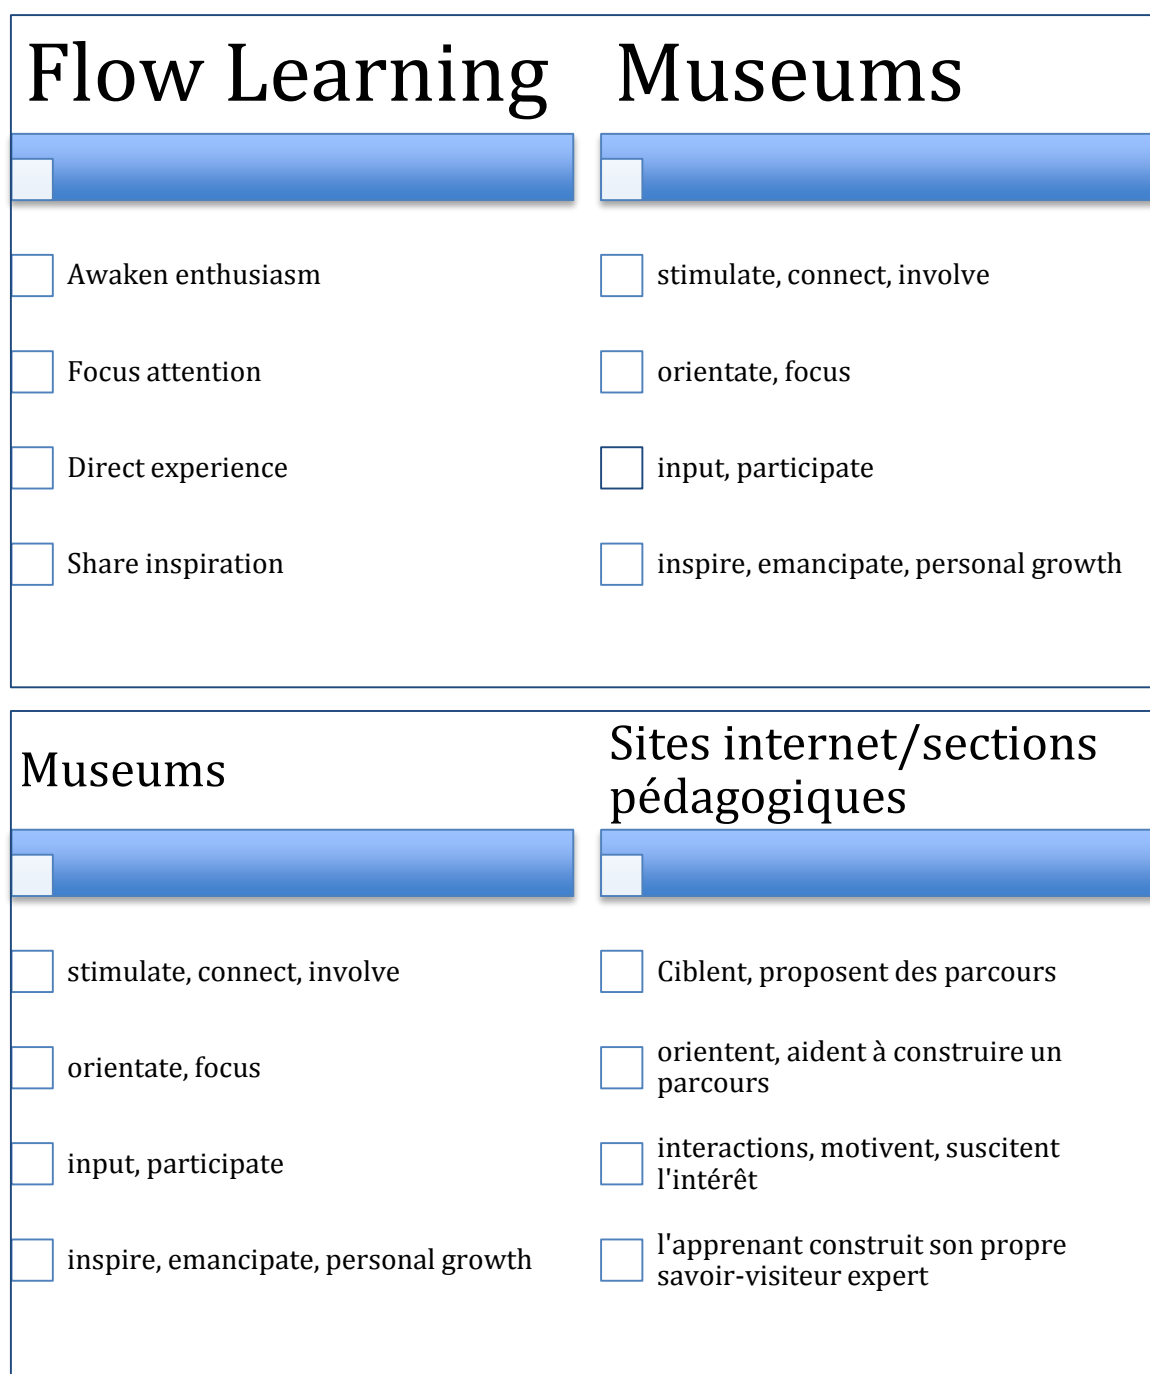 Flow Learning
Awaken enthusiasm
Focus attention
Direct experience
Share inspiration
Museums
stimulate, connect, involve
orientate, focus
input, participate
inspire, emancipate, personal growth
Museums
stimulate, connect, involve
orientate, focus
input, participate
inspire, emancipate, personal growth
Sites internet/sections
pédagogiques
Ciblent, proposent des parcours
orientent, aident à construire un
parcours
interactions, motivent, suscitent
l'intérêt
l'apprenant construit son propre
savoir-visiteur expert